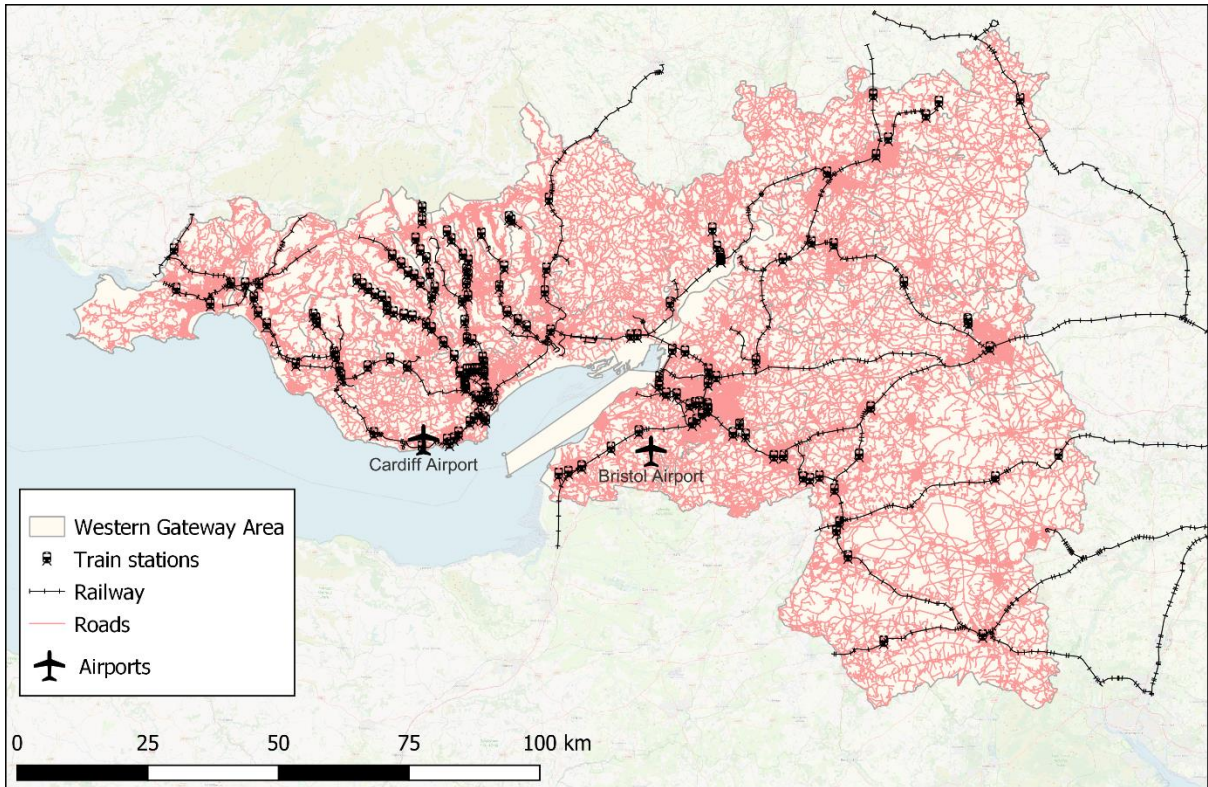 Cardiff Airport
Bristol Airport
Western Gateway Area
Train stations
Railway
Roads
Airports
0 25 50 75 100 km